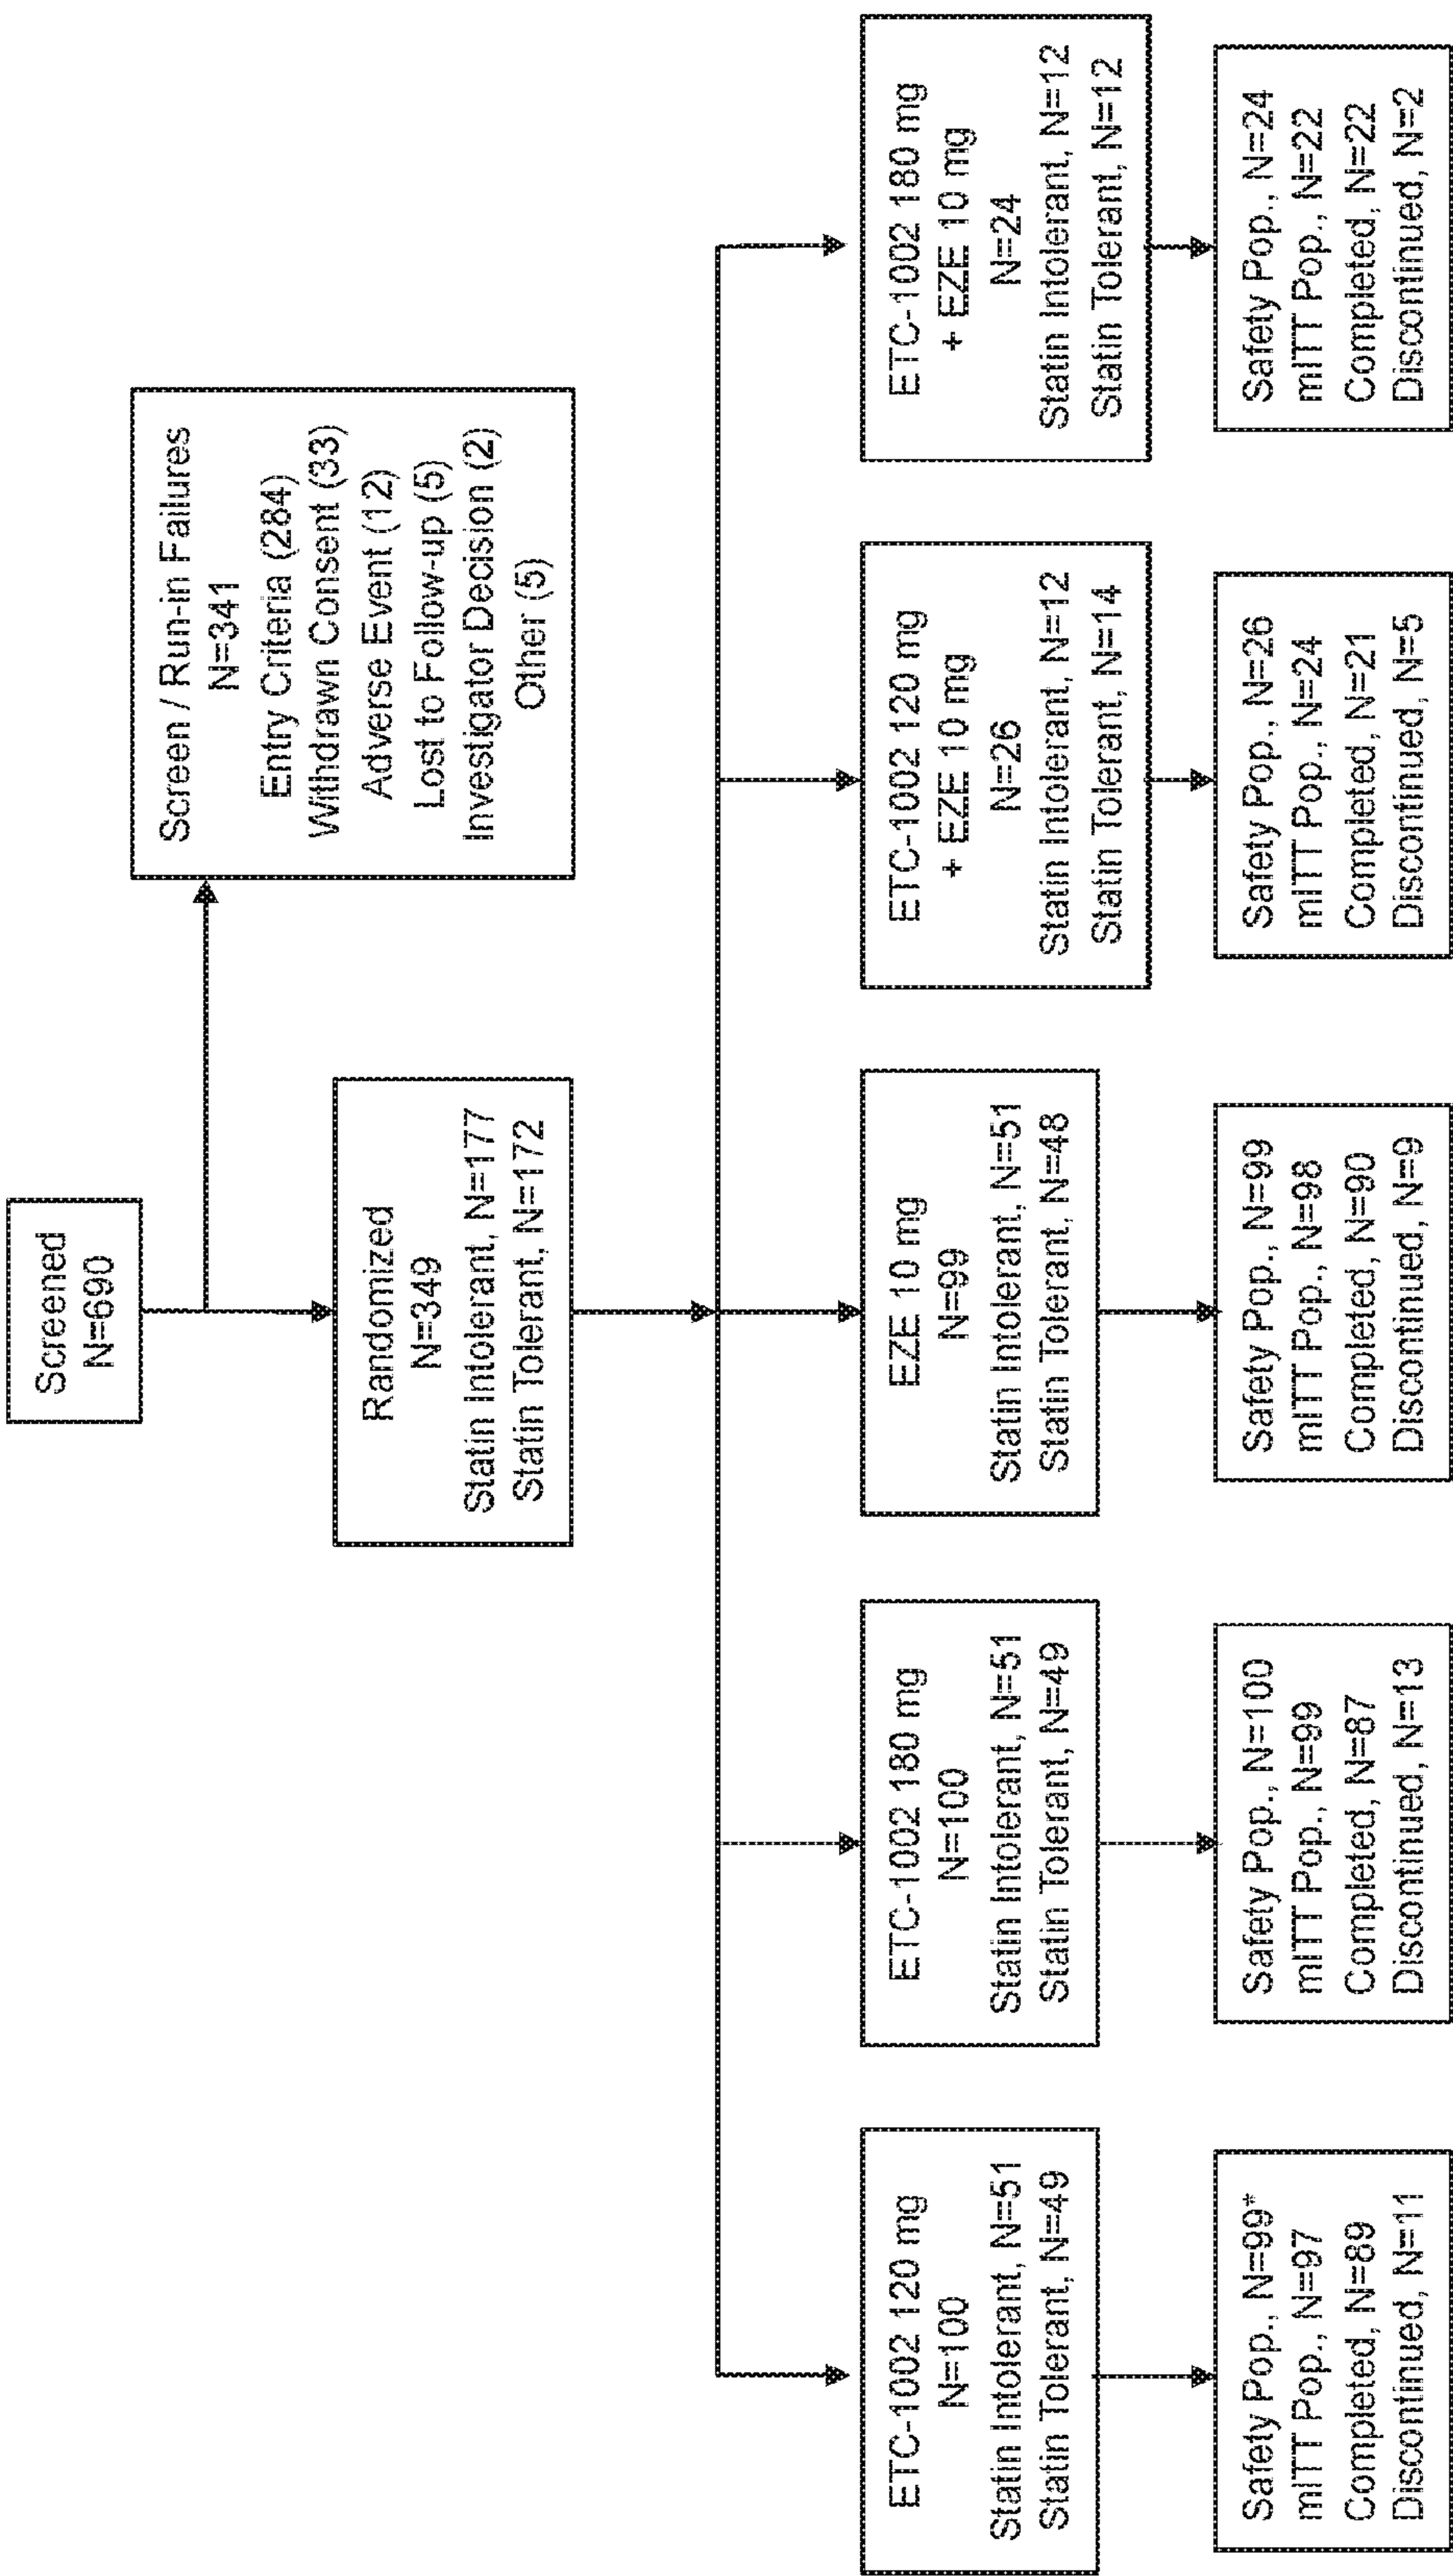 Screened
N=690
Screen / Run-in Failures
N=341
Entry Criteria (284)
Withdrawn Consent (33)
Adverse Event (12)
Lost to Follow-up (5)
Investigator Decision (2)
Other (5)
Randomized
N=349
Statin Intolerant, N=177
Statin Tolerant, N=172
ETC-1002 120 mg
N=100
Statin Intolerant, N=51
Statin Tolerant, N=49
ETC-1002 180 mg
N=100
Statin Intolerant, N=51
Statin Tolerant, N=49
EZE 10 mg
N=99
Statin Intolerant, N=51
Statin Tolerant, N=48
ETC-1002 120 mg
+ EZE 10 mg
N=26
Statin Intolerant, N=12
Statin Tolerant, N=14
ETC-1002 180 mg
+ EZE 10 mg
N=24
Statin Intolerant, N=12
Statin Tolerant, N=12
Safety Pop., N=99*
mITT Pop., N=97
Completed, N=89
Discontinued, N=11
Safety Pop., N=100
mITT Pop., N=99
Completed, N=87
Discontinued, N=13
Safety Pop., N=99
mITT Pop., N=98
Completed, N=90
Discontinued, N=9
Safety Pop., N=26
mITT Pop., N=24
Completed, N=21
Discontinued, N=5
Safety Pop., N=24
mITT Pop., N=22
Completed, N=22
Discontinued, N=2